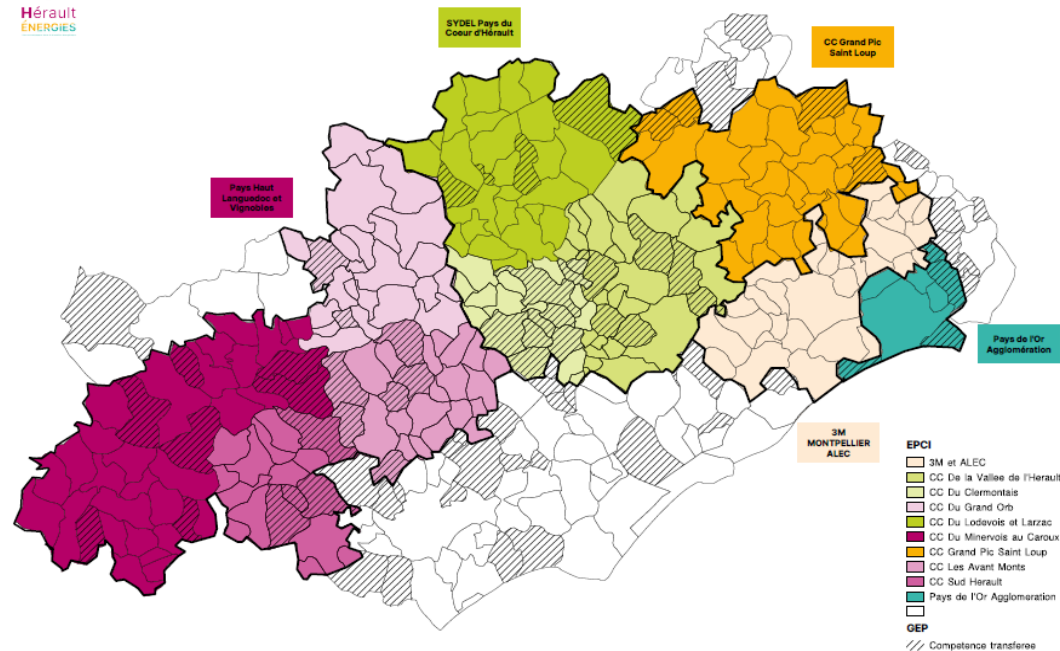 Hérault
ÉNERGIES
SYDEL Pays du
Coeur d'Hérault
CC Grand Pic
Saint Loup
Pays Haut
Languedoc et
Vignobles
Pays de l'Or
Agglomération
3M
MONTPELLIER
ALEC
EPCI
3M et ALEC
CC De la Vallee de l'Herault
CC Du Clermontais
CC Du Grand Orb
CC Du Lodevois et Larzac
CC Du Minervois au Caroux
CC Grand Pic Saint Loup
CC Les Avant Monts
CC Sud Herault
Pays de l'Or Agglomeration
GEP
Competence transferee